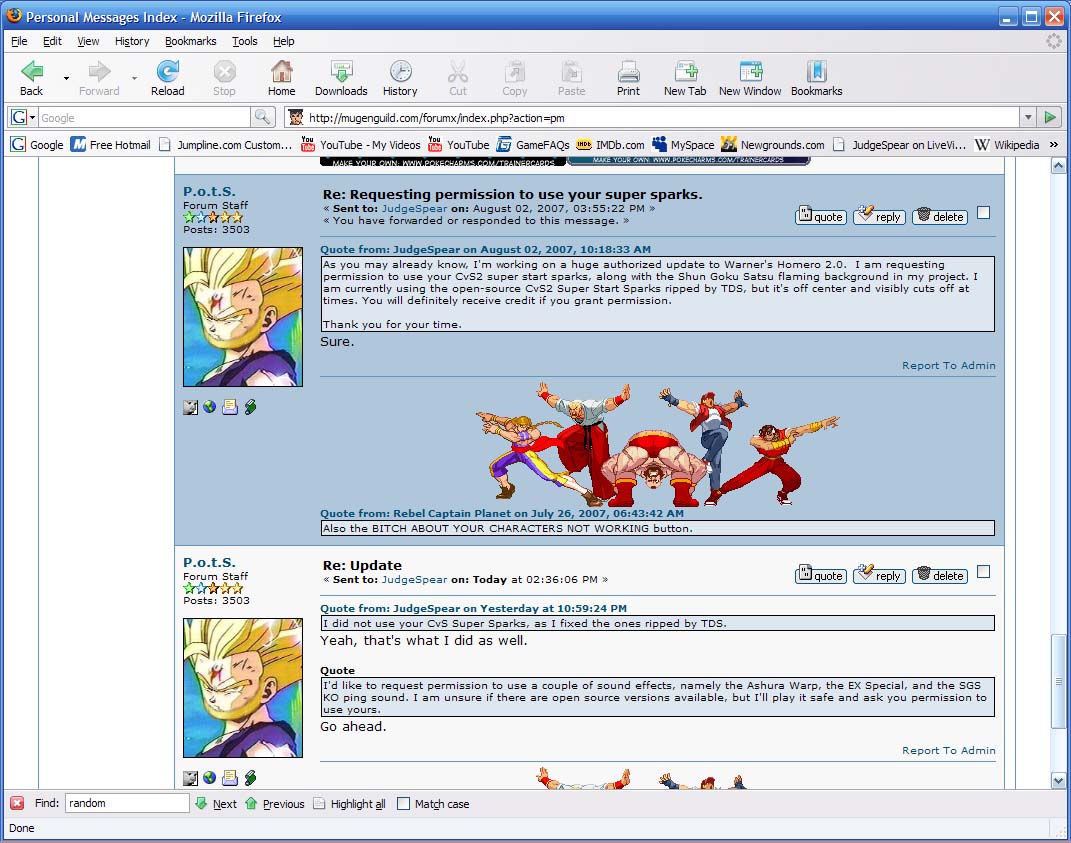 Personal Messages Index - Mozilla Firefox
File Edit View History Bookmarks Tools Help
Back Forward Reload Stop Home Downloads History Cut Copy Paste Print New Tab New Window Bookmarks
G Google http://mugenguild.com/forumx/index.php?action=pm
Google Free Hotmail Jumpline.com Custom... YouTube - My Videos YouTube GameFAQs IMDb.com MySpace Newgrounds.com JudgeSpear on LiveVi... Wikipedia »
MAKE YOUR OWN: WWW.POKECHARMS.COM/TRAINERCARDS MAKE YOUR OWN: WWW.POKECHARMS.COM/TRAINERCARDS
P.o.t.S.
Forum Staff
Posts: 3503
Re: Requesting permission to use your super sparks.
« Sent to: JudgeSpear on: August 02, 2007, 03:55:22 PM »
« You have forwarded or responded to this message. »
quote reply delete
Quote from: JudgeSpear on August 02, 2007, 10:18:33 AM
As you may already know, I'm working on a huge authorized update to Warner's Homero 2.0. I am requesting
permission to use your CvS2 super start sparks, along with the Shun Goku Satsu flaming background in my project. I
am currently using the open-source CvS2 Super Start Sparks ripped by TDS, but it's off center and visibly cuts off at
times. You will definitely receive credit if you grant permission.
Thank you for your time.
Sure.
Report To Admin
Quote from: Rebel Captain Planet on July 26, 2007, 06:43:42 AM
Also the BITCH ABOUT YOUR CHARACTERS NOT WORKING button.
P.o.t.S.
Forum Staff
Posts: 3503
Re: Update
« Sent to: JudgeSpear on: Today at 02:36:06 PM »
quote reply delete
Quote from: JudgeSpear on Yesterday at 10:59:24 PM
I did not use your CvS Super Sparks, as I fixed the ones ripped by TDS.
Yeah, that's what I did as well.
Quote
I'd like to request permission to use a couple of sound effects, namely the Ashura Warp, the EX Special, and the SGS
KO ping sound. I am unsure if there are open source versions available, but I'll play it safe and ask you permission to
use yours.
Go ahead.
Report To Admin
Find: random Next Previous Highlight all Match case
Done